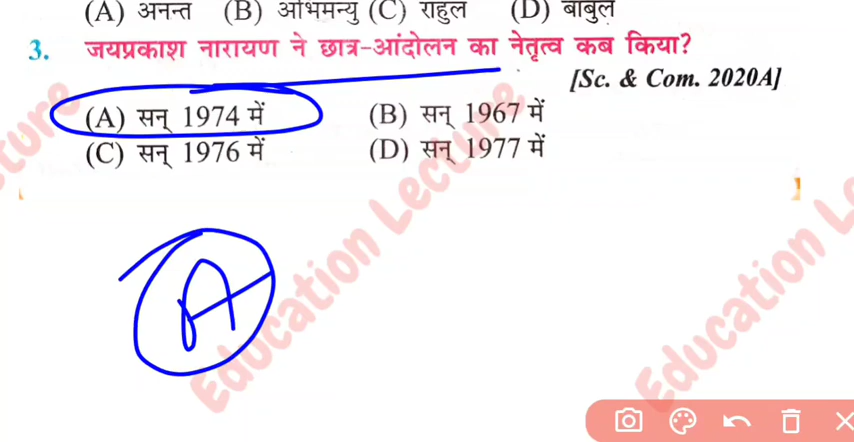 (A) अनन्त (B) अभिमन्यु (C) राहुल (D) बाबुल
3. जयप्रकाश नारायण ने छात्र-आंदोलन का नेतृत्व कब किया?
[Sc. & Com. 2020A]
(A) सन् 1974 में (B) सन् 1967 में
(C) सन् 1976 में (D) सन् 1977 में
A
Education Lecture